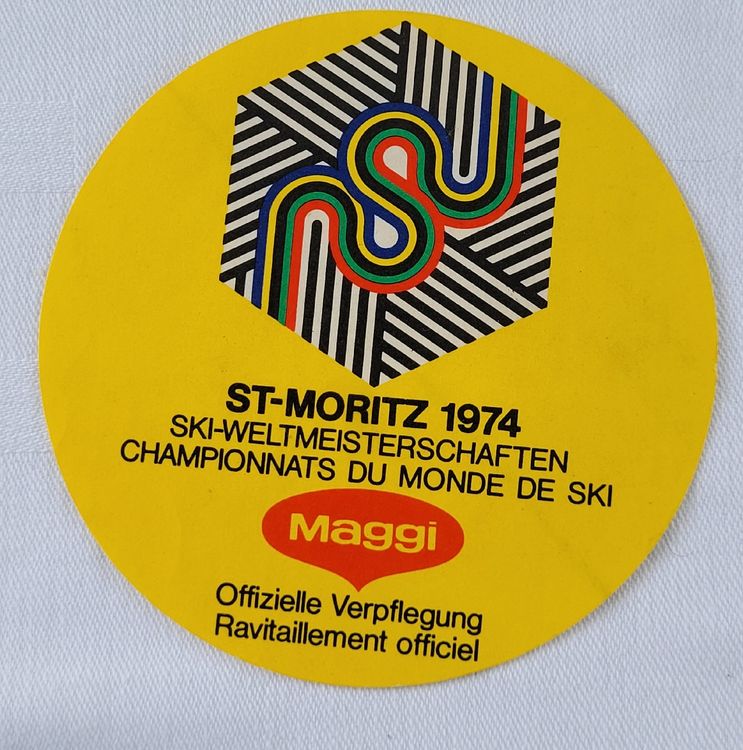 ST-MORITZ 1974
SKI-WELTMEISTERSCHAFTEN
CHAMPIONNATS DU MONDE DE SKI
Maggi
Offizielle Verpflegung
Ravitaillement officiel